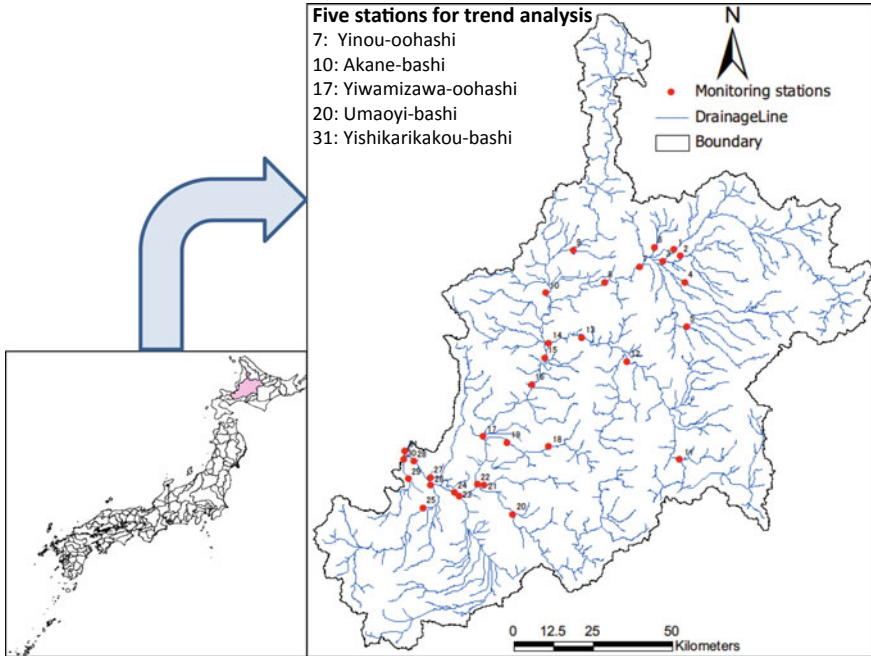 Five stations for trend analysis
7: Yinou-oohashi
10: Akane-bashi
17: Yiwamizawa-oohashi
20: Umaoyi-bashi
31: Yishikarikakou-bashi
N
Monitoring stations
DrainageLine
Boundary
6
1
2
7
4
9
8
10
5
13
14
15
12
16
17
19
18
11
30
28
29
27
26
22
21
24
23
25
20
0 12.5 25 50
Kilometers